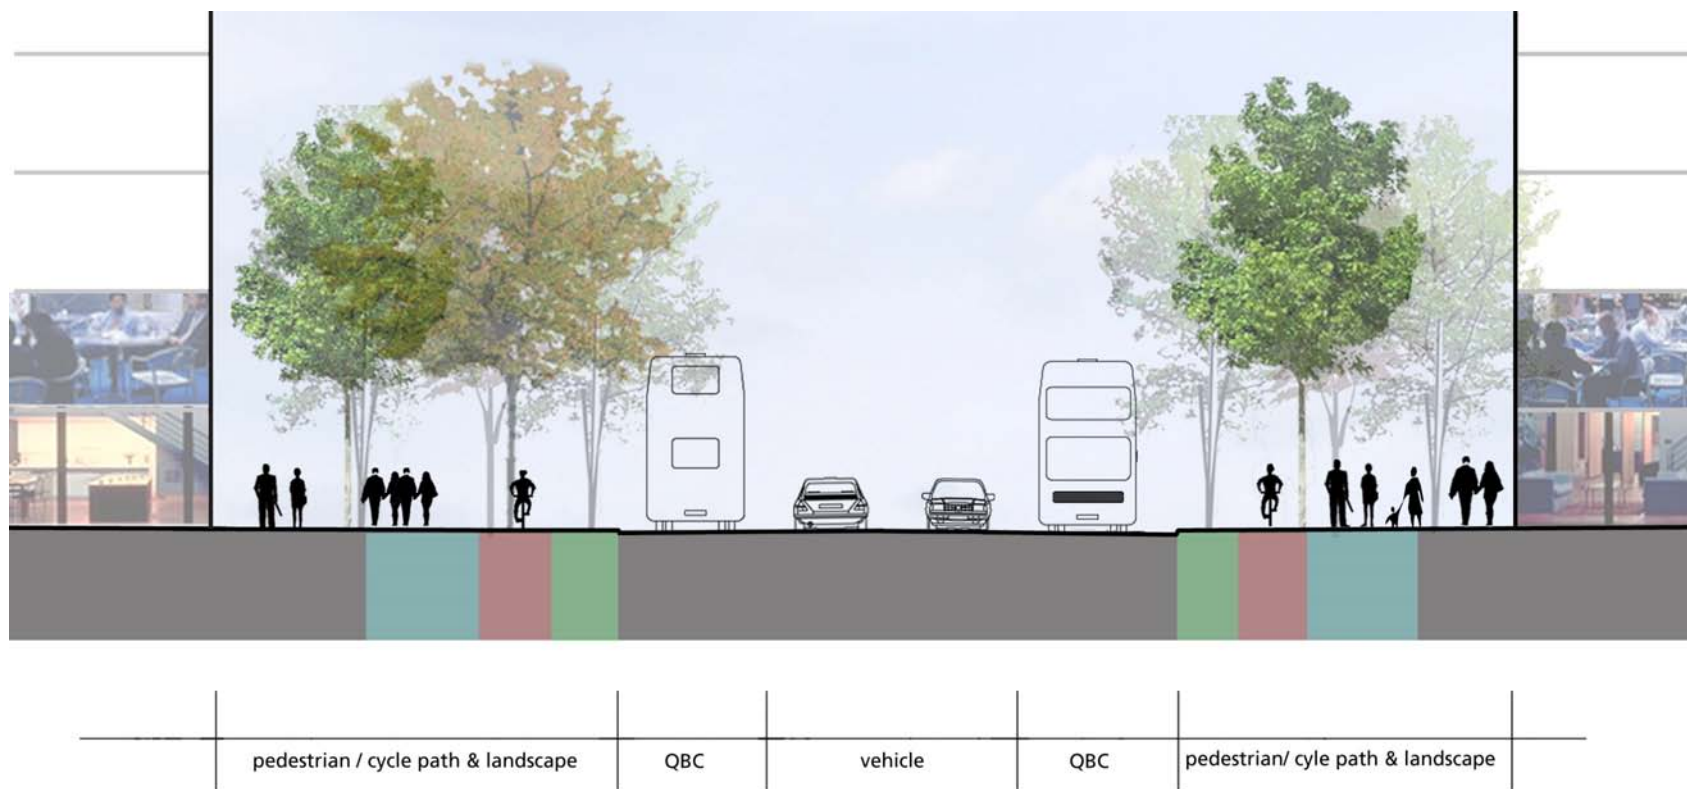 pedestrian / cycle path & landscape
QBC
vehicle
QBC
pedestrian/ cyle path & landscape